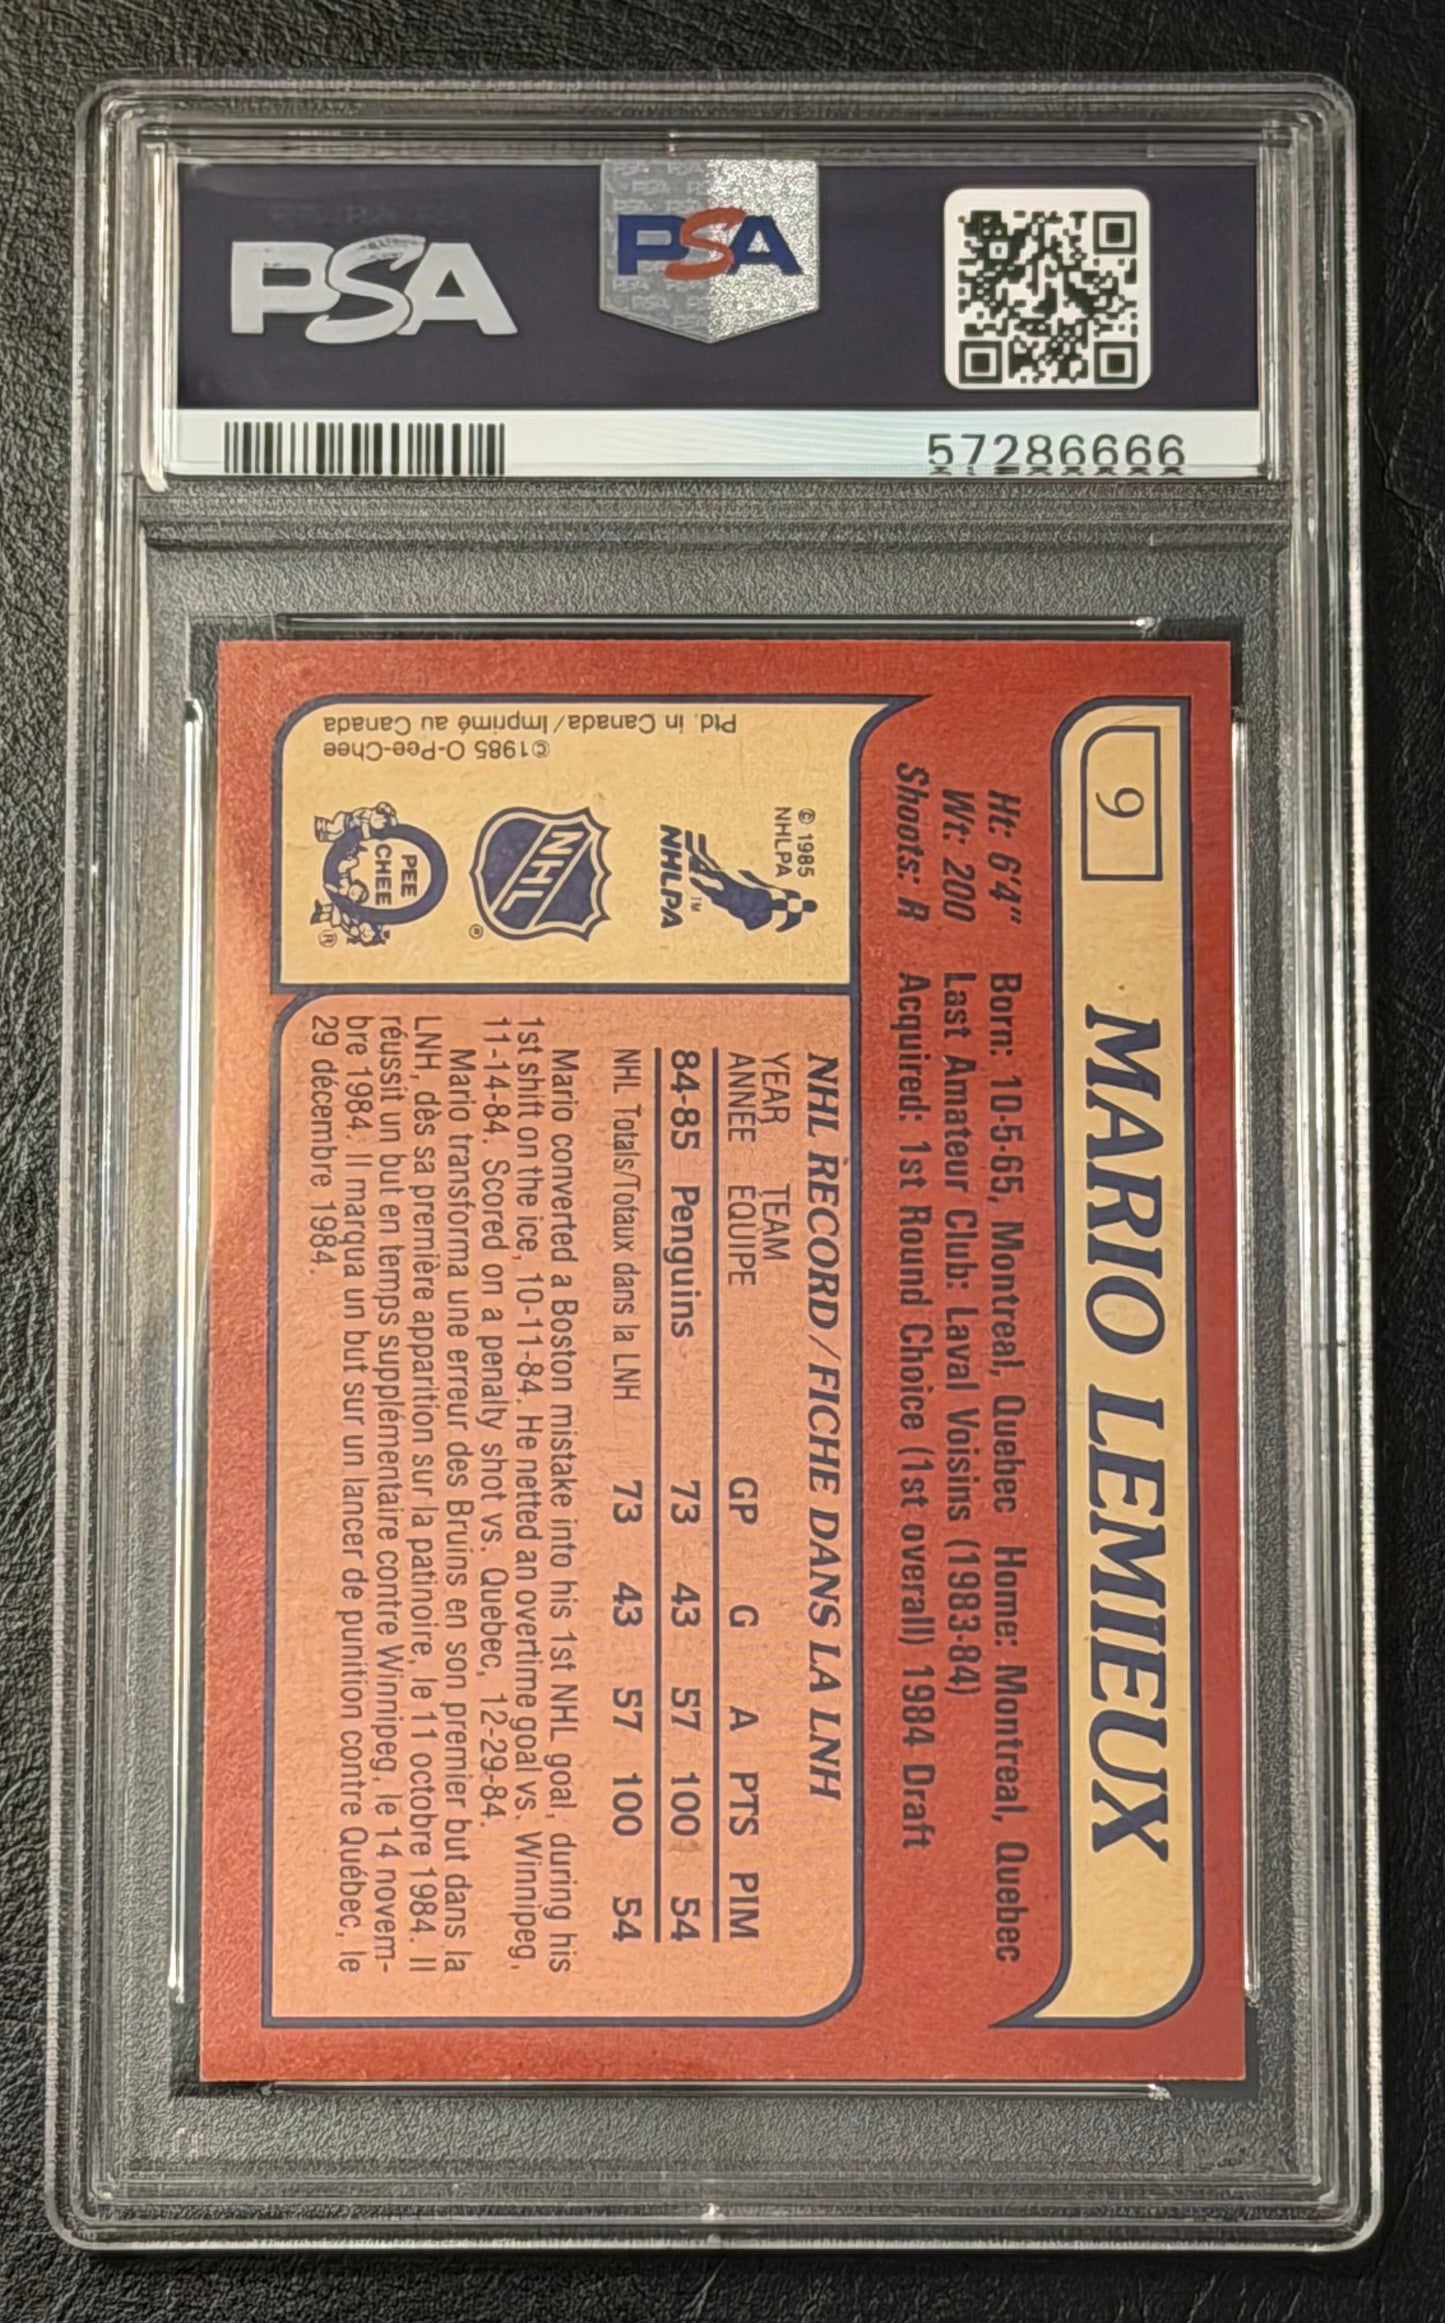 PSA
PSA
57286666
9
MARIO LEMIEUX
Ht: 6'4" Born: 10-5-65, Montreal, Quebec Home: Montreal, Quebec
Wt: 200 Last Amateur Club: Laval Voisins (1983-84)
Shoots: R Acquired: 1st Round Choice (1st overall) 1984 Draft
© 1985
NHLPA
NHLPA TM
NHL ®
PEE
CHEE ®
©1985 O-Pee-Chee
Ptd. in Canada/Imprimé au Canada
NHL RECORD/FICHE DANS LA LNH
YEAR TEAM
ANNÉE ÉQUIPE GP G A PTS PIM
84-85 Penguins 73 43 57 100 54
NHL Totals/Totaux dans la LNH 73 43 57 100 54
Mario converted a Boston mistake into his 1st NHL goal, during his
1st shift on the ice, 10-11-84. He netted an overtime goal vs. Winnipeg,
11-14-84. Scored on a penalty shot vs. Quebec, 12-29-84.
Mario transforma une erreur des Bruins en son premier but dans la
LNH, dès sa première apparition sur la patinoire, le 11 octobre 1984. Il
réussit un but en temps supplémentaire contre Winnipeg, le 14 novem-
bre 1984. Il marqua un but sur un lancer de punition contre Québec, le
29 décembre 1984.